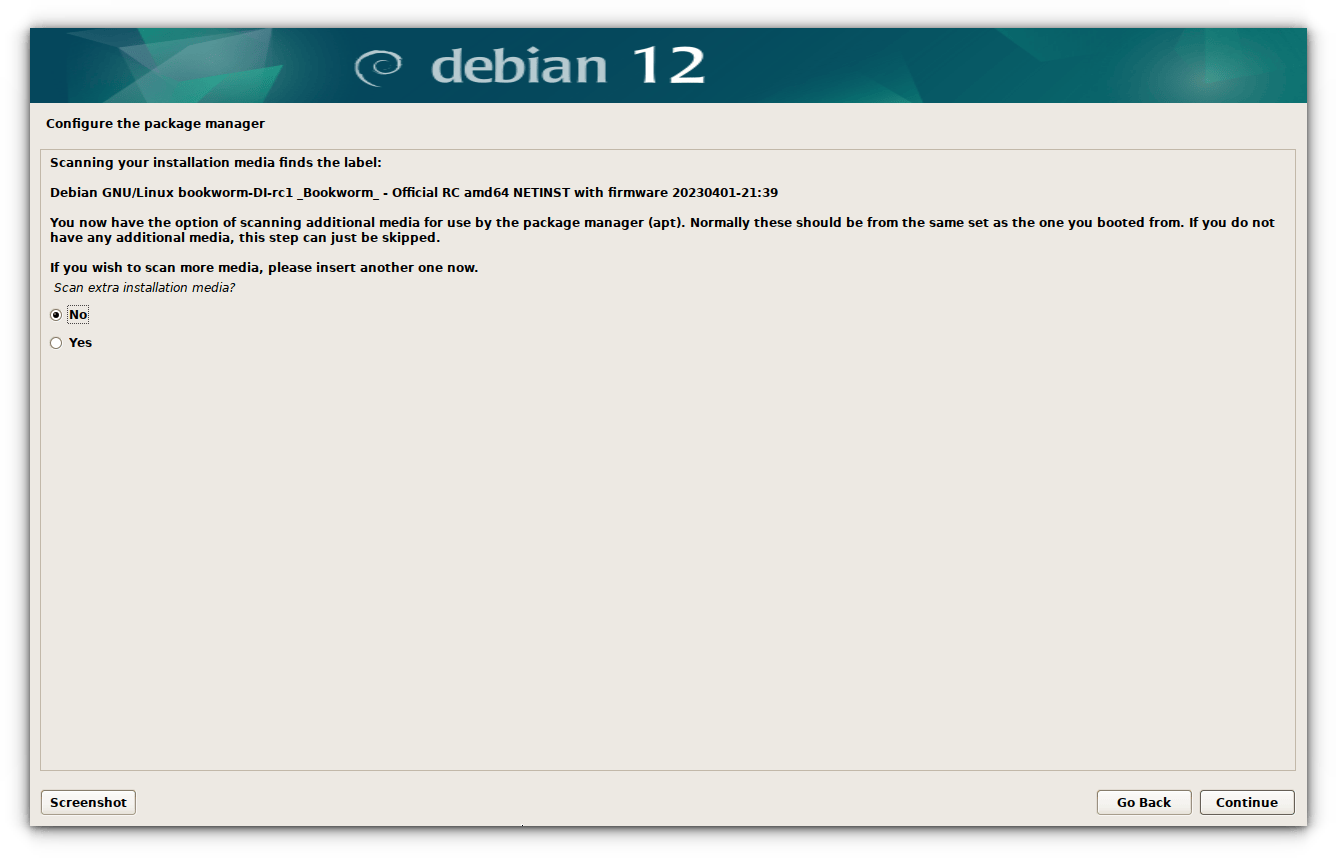 debian 12
Configure the package manager
Scanning your installation media finds the label:
Debian GNU/Linux bookworm-DI-rc1 _Bookworm_ - Official RC amd64 NETINST with firmware 20230401-21:39
You now have the option of scanning additional media for use by the package manager (apt). Normally these should be from the same set as the one you booted from. If you do not
have any additional media, this step can just be skipped.
If you wish to scan more media, please insert another one now.
Scan extra installation media?
No
Yes
Screenshot
Go Back
Continue